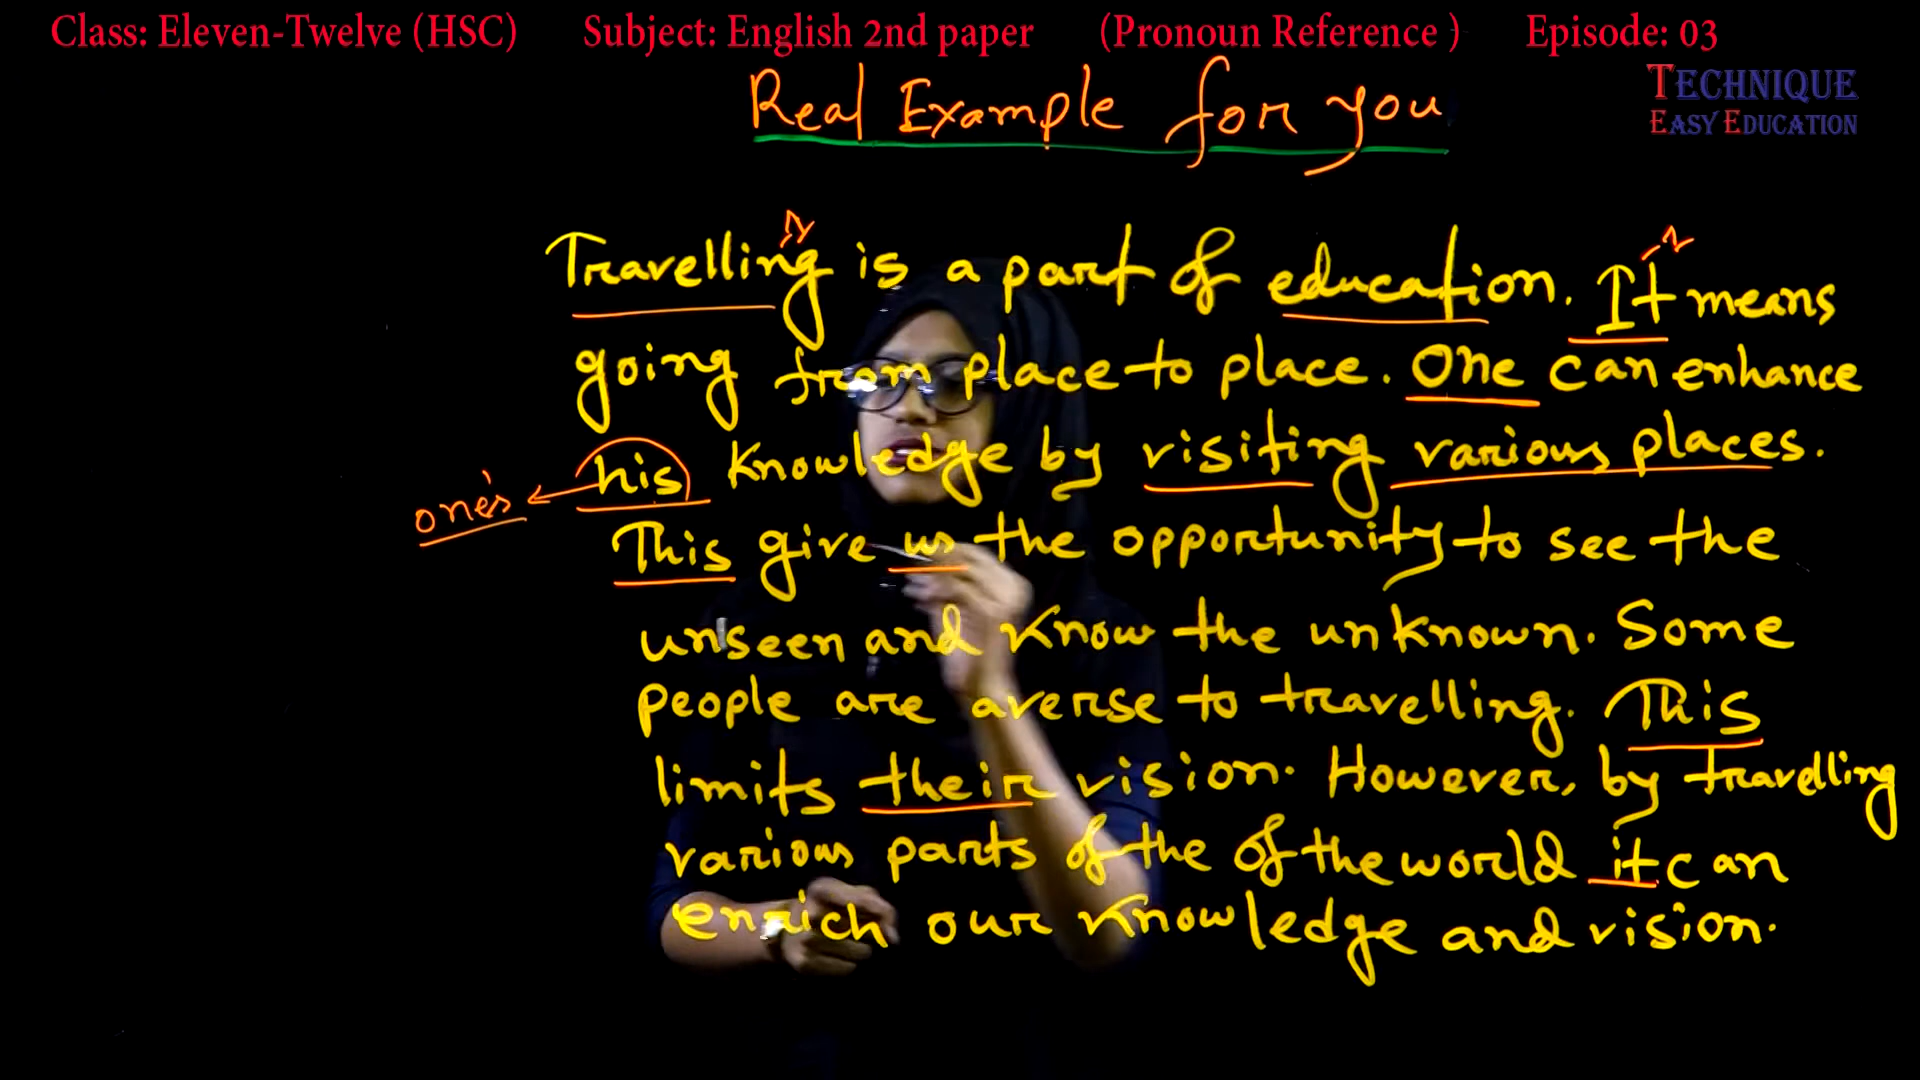 Class: Eleven-Twelve (HSC) Subject: English 2nd paper (Pronoun Reference ) Episode: 03
TECHNIQUE
EASY EDUCATION
Real Example for you
Travelling is a part of education. It means
going from place to place. One can enhance
his knowledge by visiting various places.
one's
This give us the opportunity to see the
unseen and know the unknown. Some
people are averse to travelling. This
limits their vision. However, by travelling
various parts of the of the world it can
enrich our knowledge and vision.